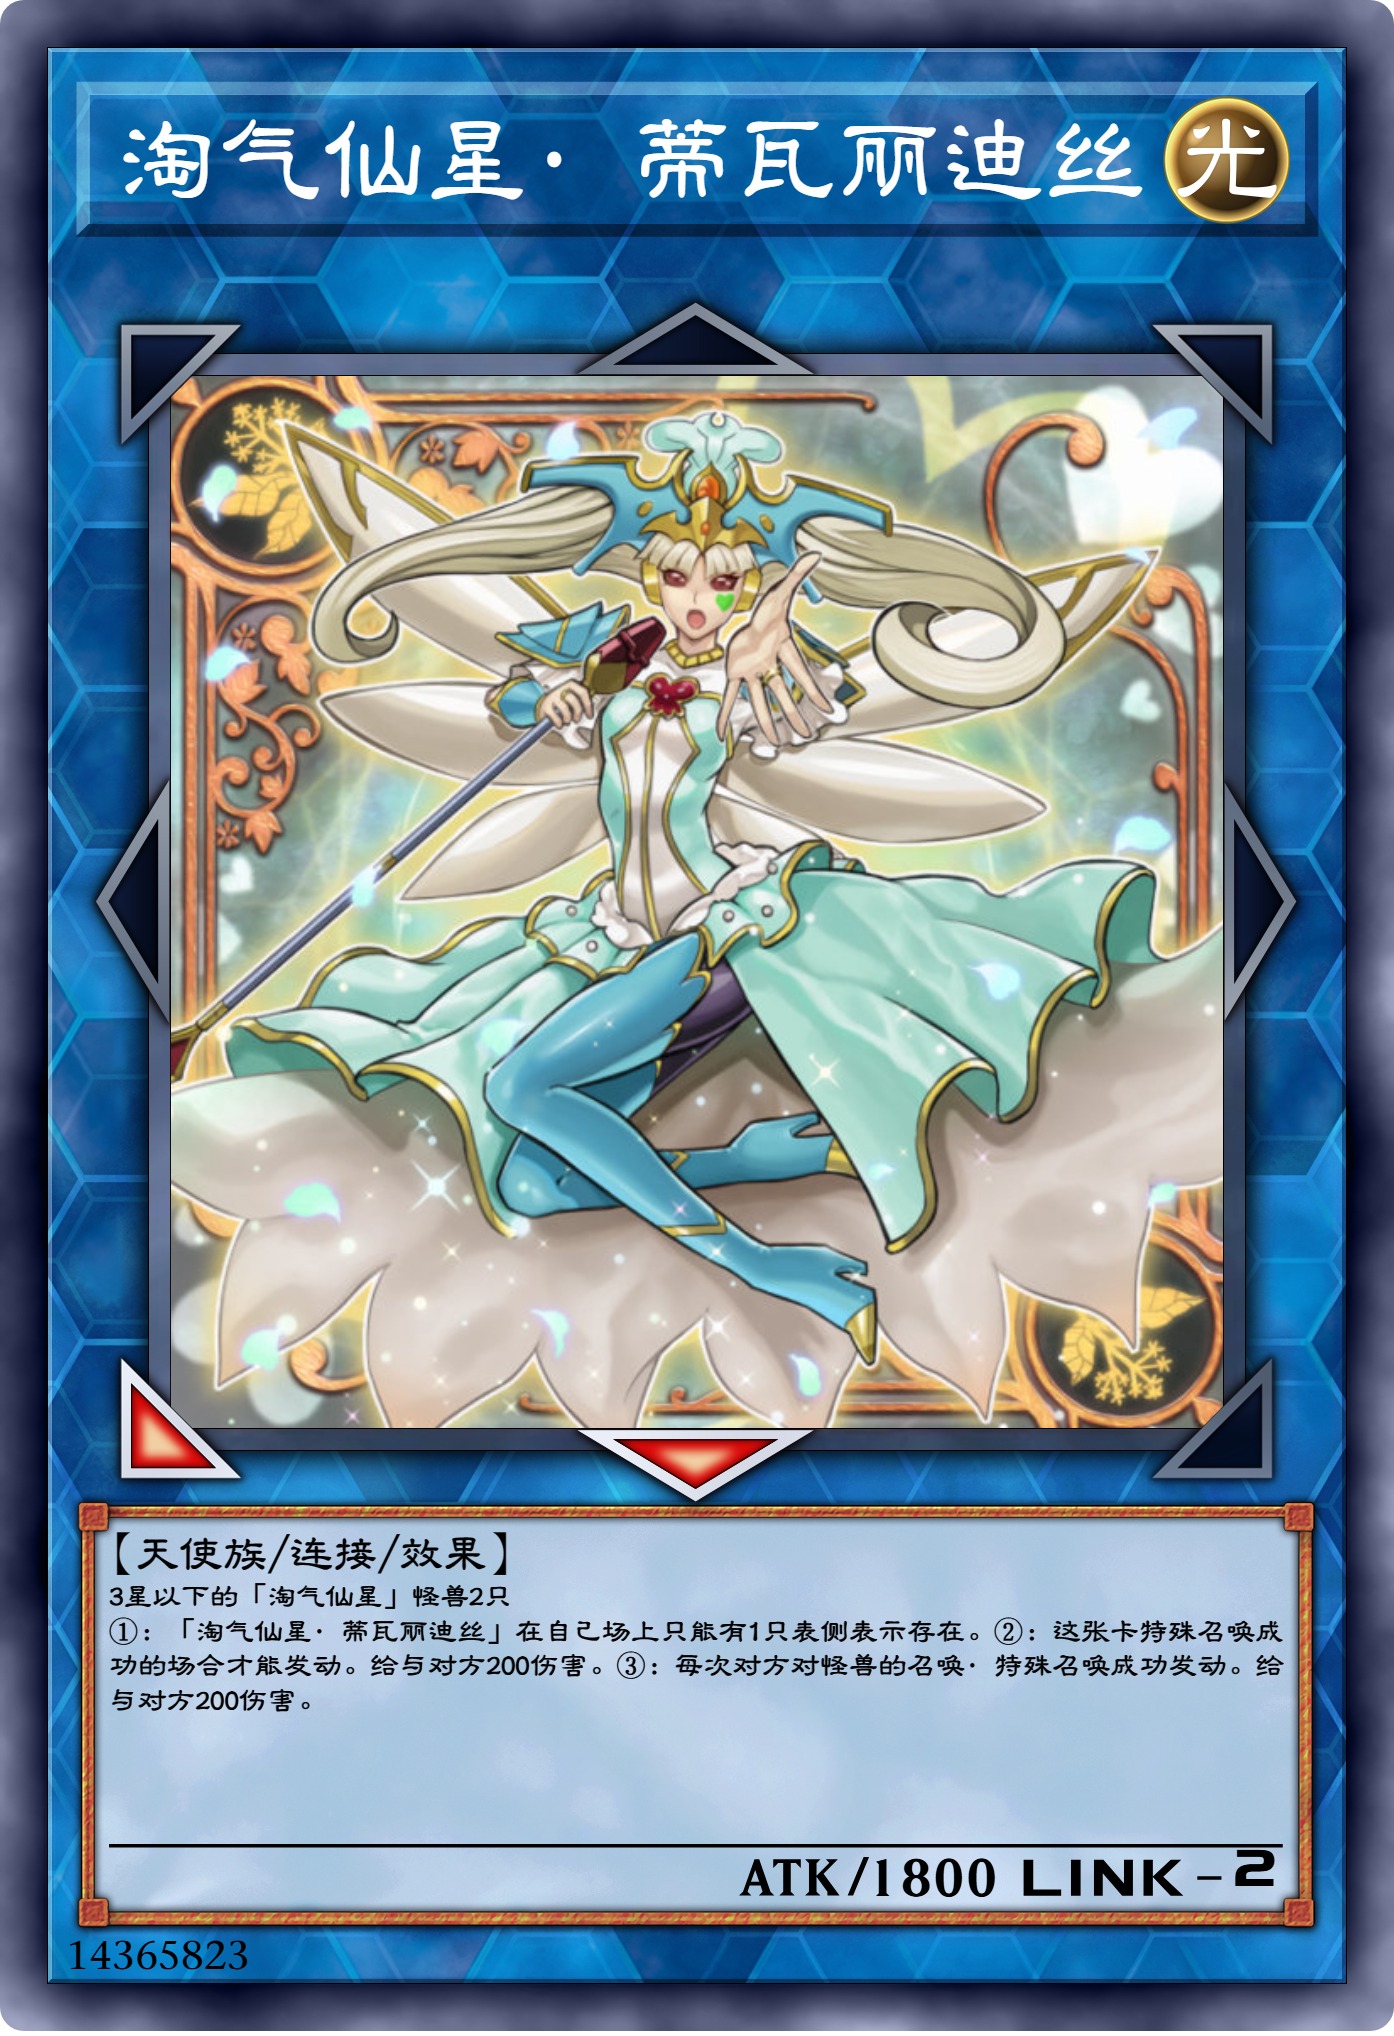 淘气仙星·蒂瓦丽迪丝 光
【天使族/连接/效果】
3星以下的「淘气仙星」怪兽2只
①：「淘气仙星·蒂瓦丽迪丝」在自己场上只能有1只表侧表示存在。②：这张卡特殊召唤成
功的场合才能发动。给与对方200伤害。③：每次对方对怪兽的召唤·特殊召唤成功发动。给
与对方200伤害。
ATK/1800 LINK-2
14365823